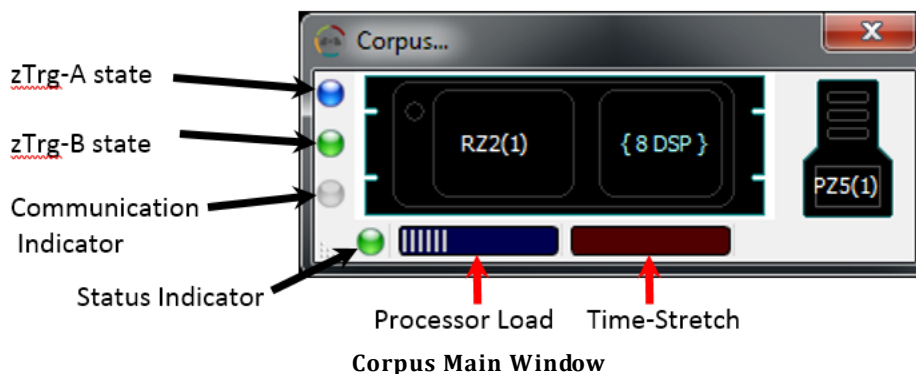 Corpus...
x
zTrg-A state
zTrg-B state
RZ2(1)
{ 8 DSP }
PZ5(1)
Communication
Indicator
Status Indicator
Processor Load
Time-Stretch
Corpus Main Window